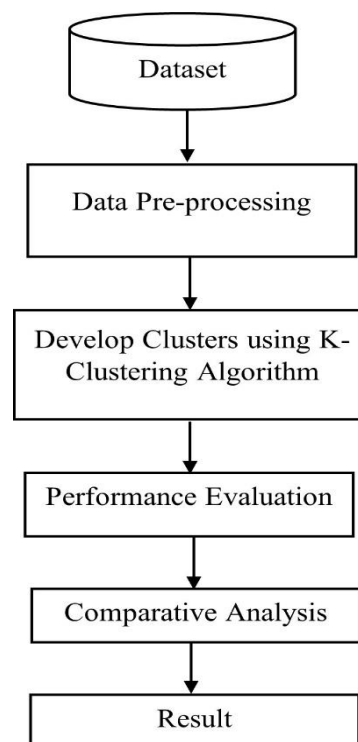 Dataset
Data Pre-processing
Develop Clusters using K-
Clustering Algorithm
Performance Evaluation
Comparative Analysis
Result